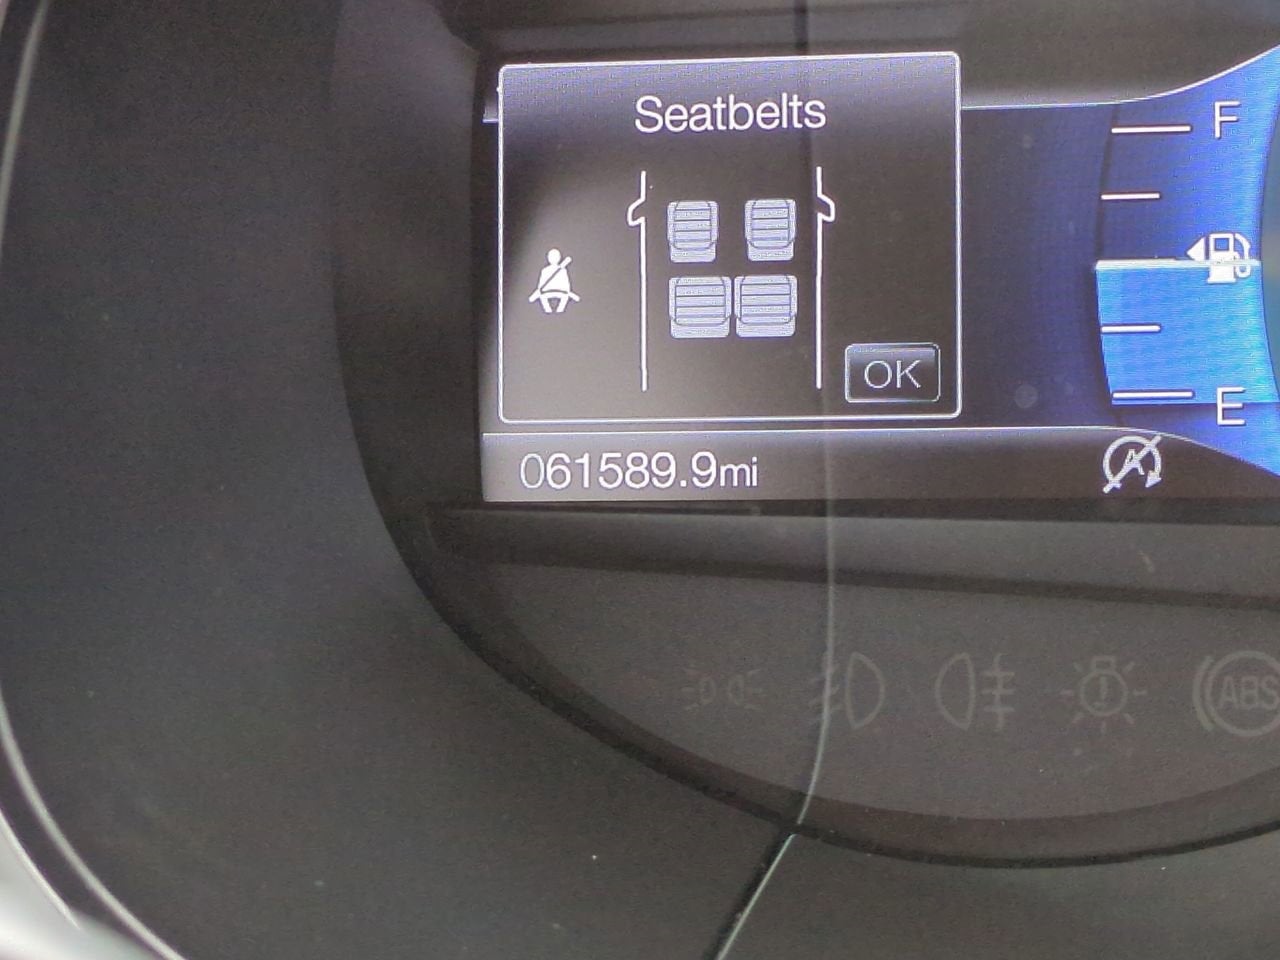 Seatbelts
F
OK
E
061589.9mi
A
ABS